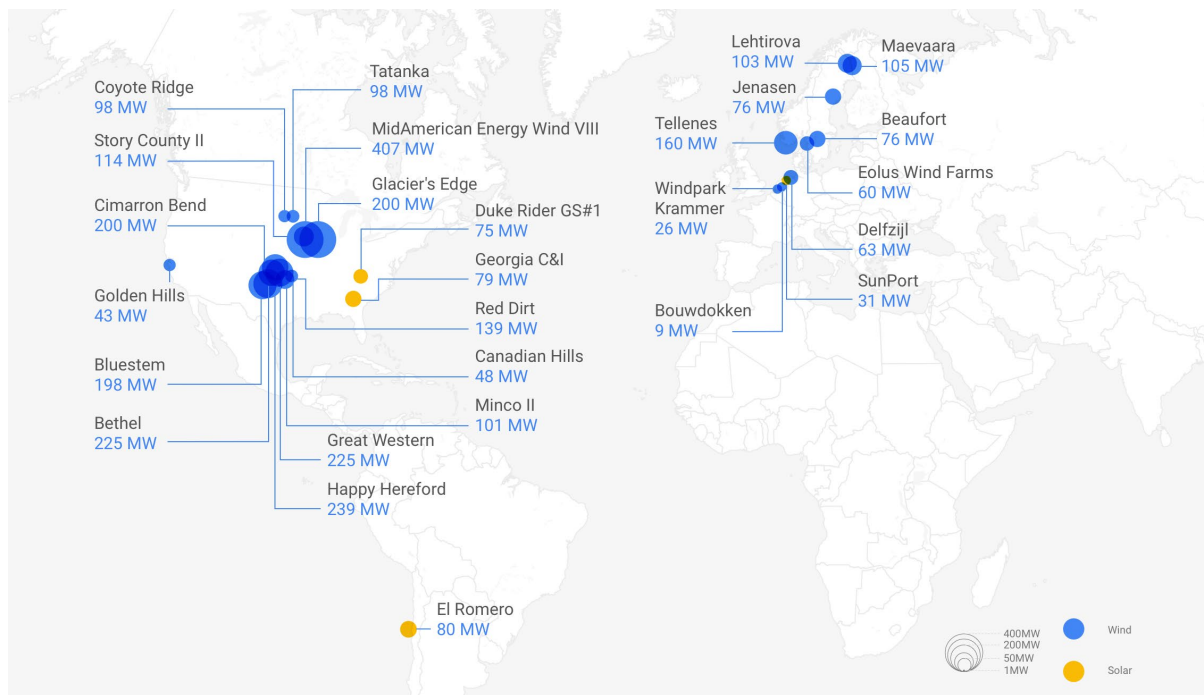 Coyote Ridge
98 MW
Story County II
114 MW
Cimarron Bend
200 MW
Golden Hills
43 MW
Bluestem
198 MW
Bethel
225 MW
Tatanka
98 MW
MidAmerican Energy Wind VIII
407 MW
Glacier's Edge
200 MW
Duke Rider GS#1
75 MW
Georgia C&I
79 MW
Red Dirt
139 MW
Canadian Hills
48 MW
Minco II
101 MW
Great Western
225 MW
Happy Hereford
239 MW
El Romero
80 MW
Lehtirova
103 MW
Maevaara
105 MW
Jenasen
76 MW
Tellenes
160 MW
Beaufort
76 MW
Windpark
Krammer
26 MW
Eolus Wind Farms
60 MW
Delfzijl
63 MW
SunPort
31 MW
Bouwdokken
9 MW
400MW
200MW
50MW
1MW
Wind
Solar